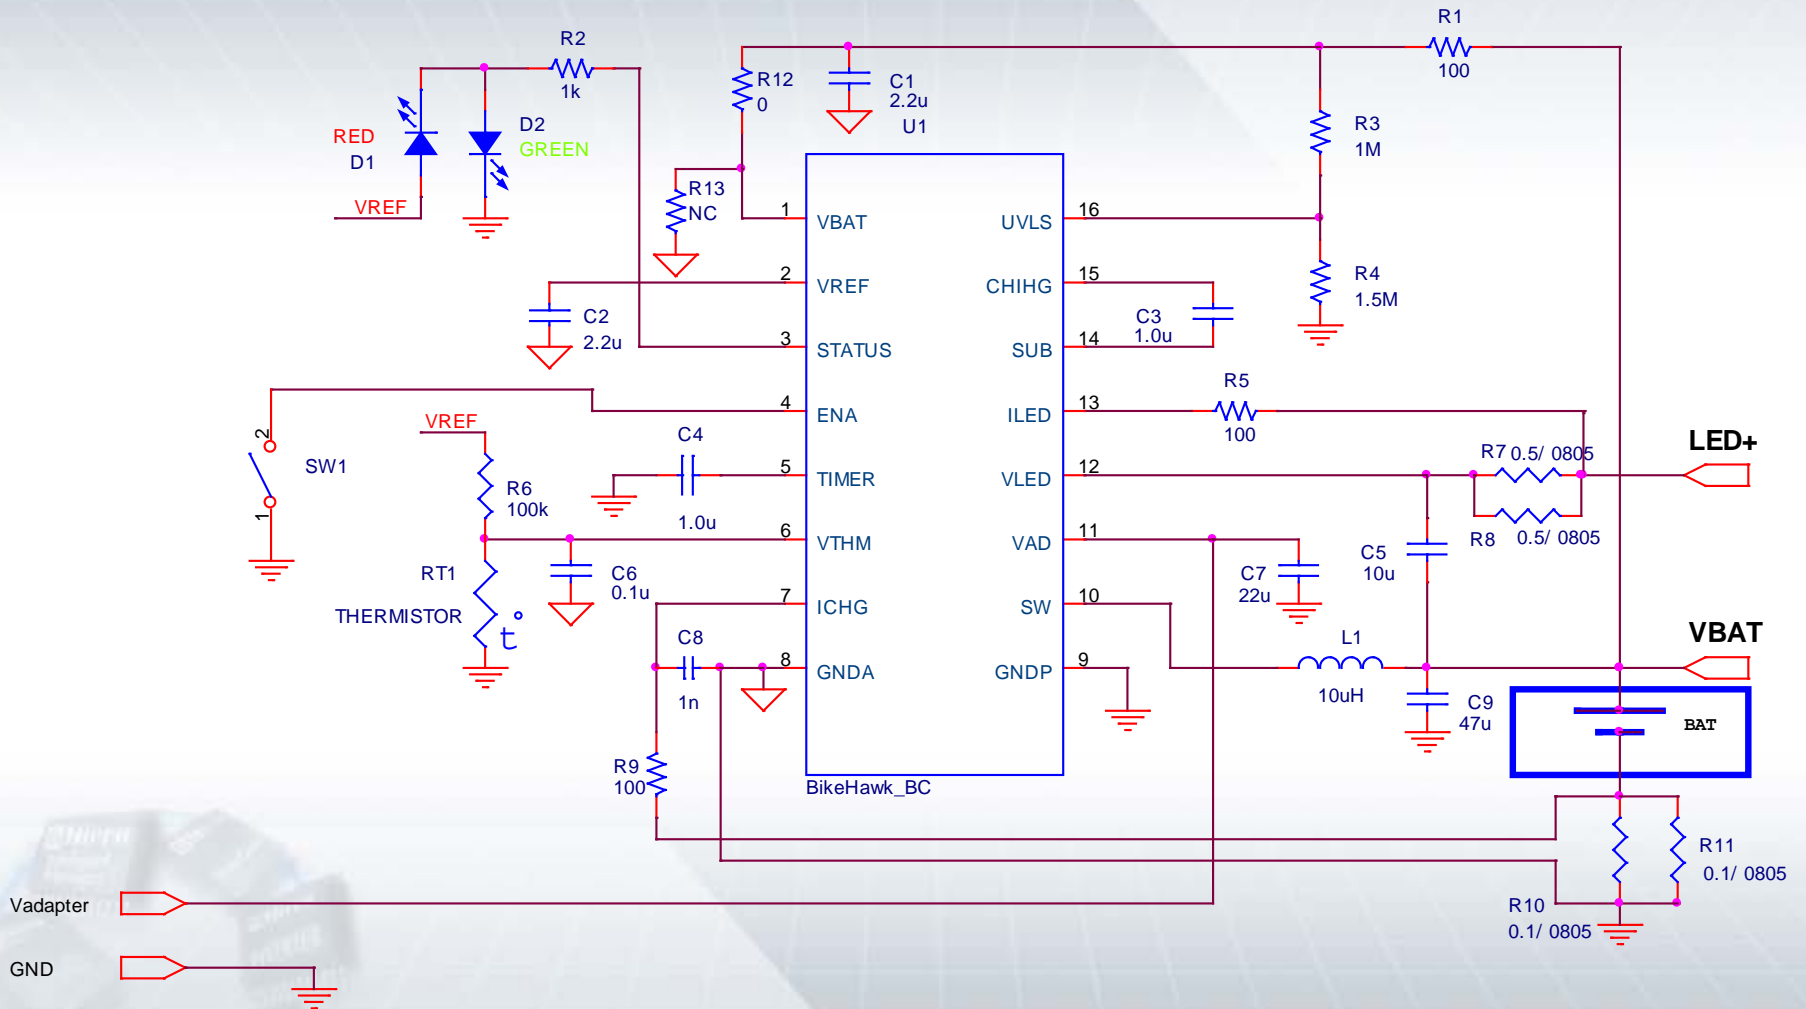 R1
100
R2
1k
R12
0
C1
2.2u
U1
RED
D1
D2
GREEN
VREF
R3
1M
R13
NC
1
VBAT
UVLS
16
2
VREF
CHIHG
15
R4
1.5M
C2
2.2u
C3
1.0u
3
STATUS
SUB
14
R5
100
4
ENA
ILED
13
VREF
2
SW1
1
C4
1.0u
5
TIMER
VLED
12
R7 0.5/ 0805
LED+
R6
100k
R8 0.5/ 0805
6
VTHM
VAD
11
C5
10u
RT1
THERMISTOR
t°
C6
0.1u
C7
22u
7
ICHG
SW
10
C8
1n
L1
10uH
VBAT
8
GNDA
GNDP
9
C9
47u
BAT
R9
100
BikeHawk_BC
R11
0.1/ 0805
R10
0.1/ 0805
Vadapter
GND